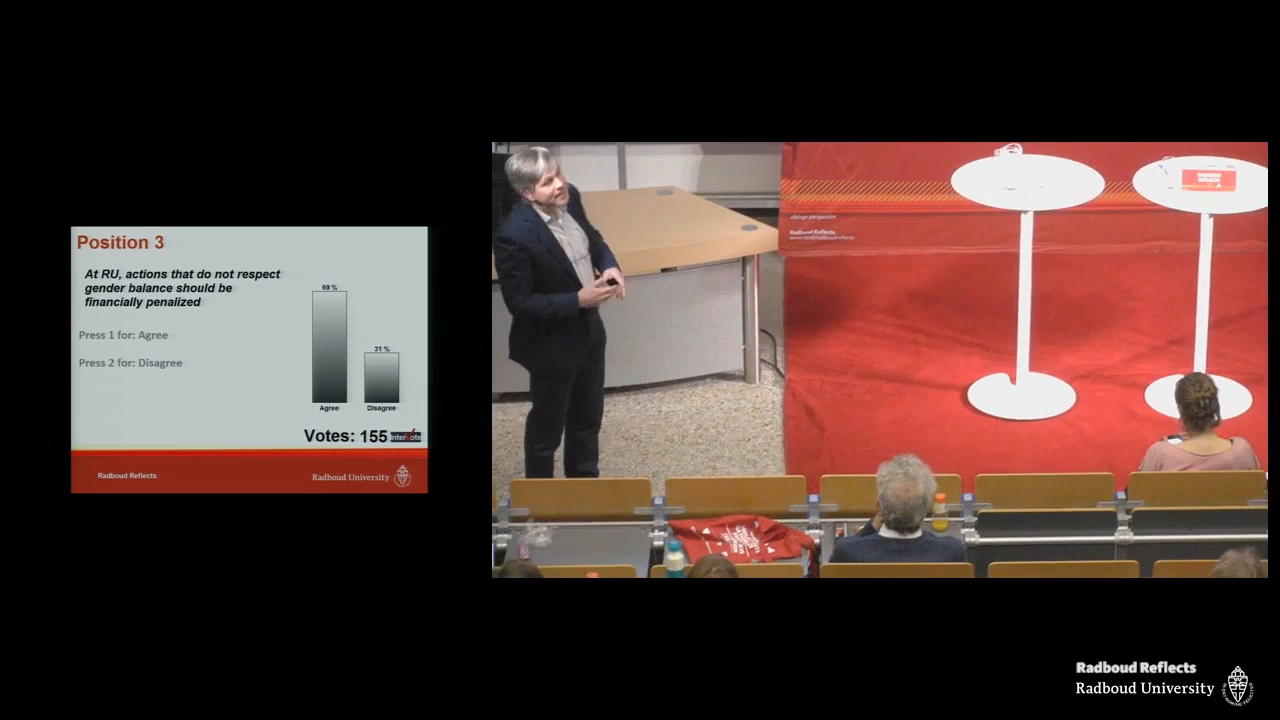 Position 3
At RU, actions that do not respect
gender balance should be
financially penalized
Press 1 for: Agree
Press 2 for: Disagree
69 %
31 %
Agree
Disagree
Votes: 155
InterVote
Radboud Reflects
Radboud University
change perspective
Radboud Reflects
Radboud Reflects
Radboud University